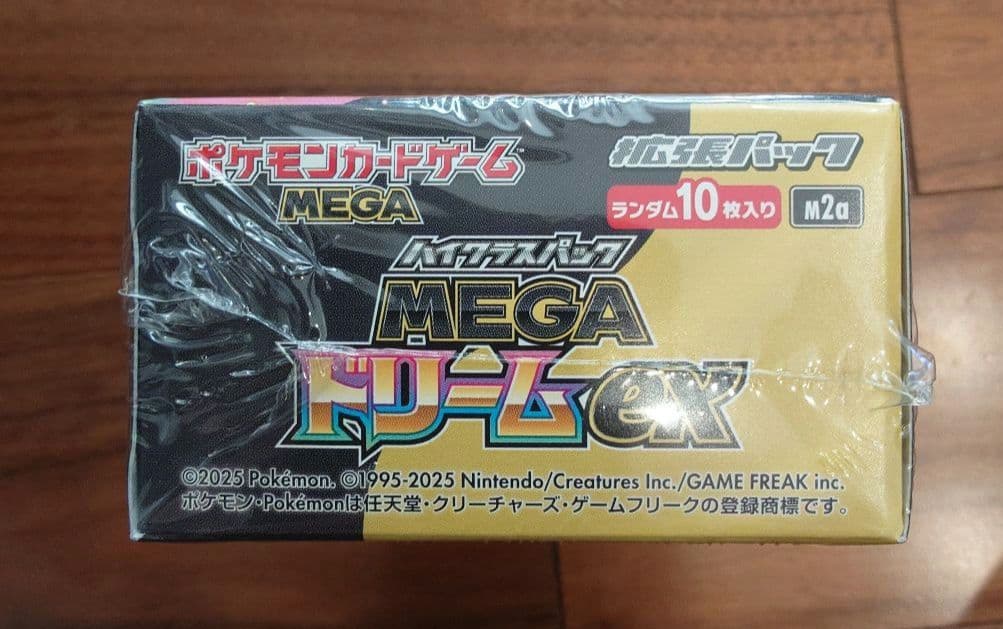 ポケモンカードゲーム™
MEGA
拡張パック
ランダム10枚入り
M2a
ハイクラスパック
MEGA
ドリームex
©2025 Pokémon. ©1995-2025 Nintendo/Creatures Inc./GAME FREAK inc.
ポケモン・Pokémonは任天堂・クリーチャーズ・ゲームフリークの登録商標です。